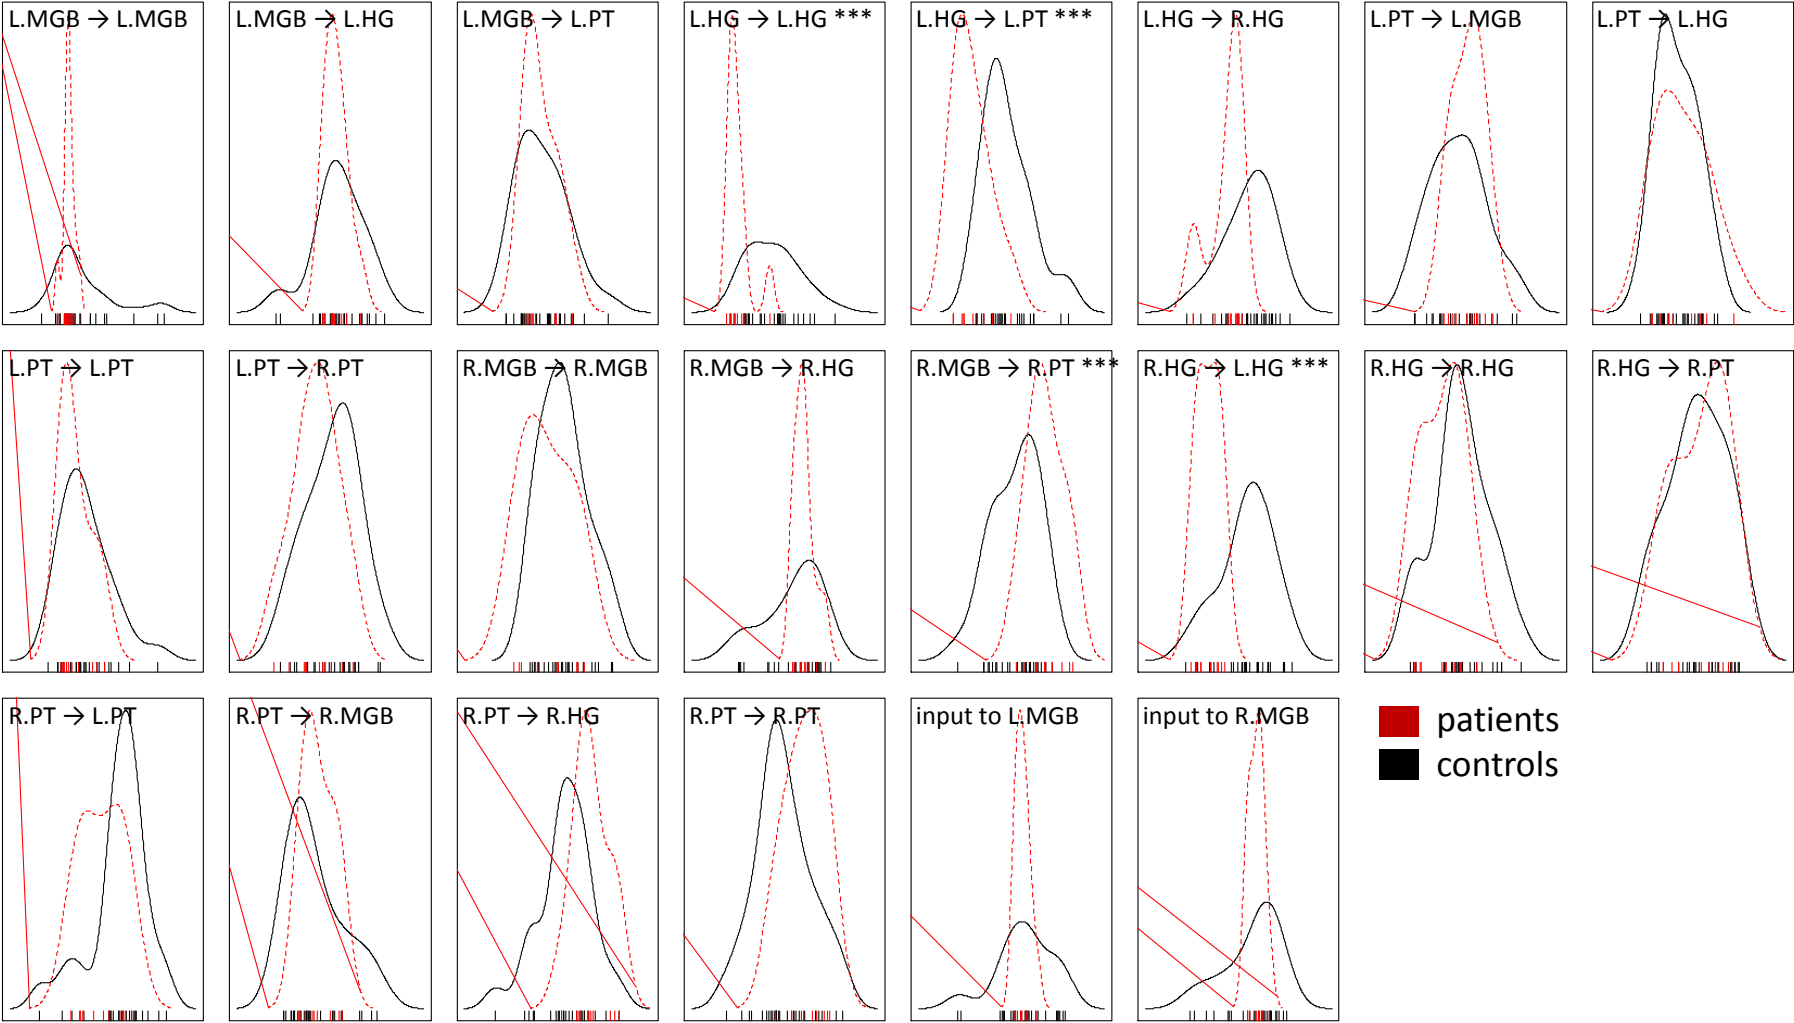 L.MGB → L.MGB
L.MGB → L.HG
L.MGB → L.PT
L.HG → L.HG ***
L.HG → L.PT ***
L.HG → R.HG
L.PT → L.MGB
L.PT → L.HG
L.PT → L.PT
L.PT → R.PT
R.MGB → R.MGB
R.MGB → R.HG
R.MGB → R.PT ***
R.HG → L.HG ***
R.HG → R.HG
R.HG → R.PT
R.PT → L.PT
R.PT → R.MGB
R.PT → R.HG
R.PT → R.PT
input to L.MGB
input to R.MGB
patients
controls